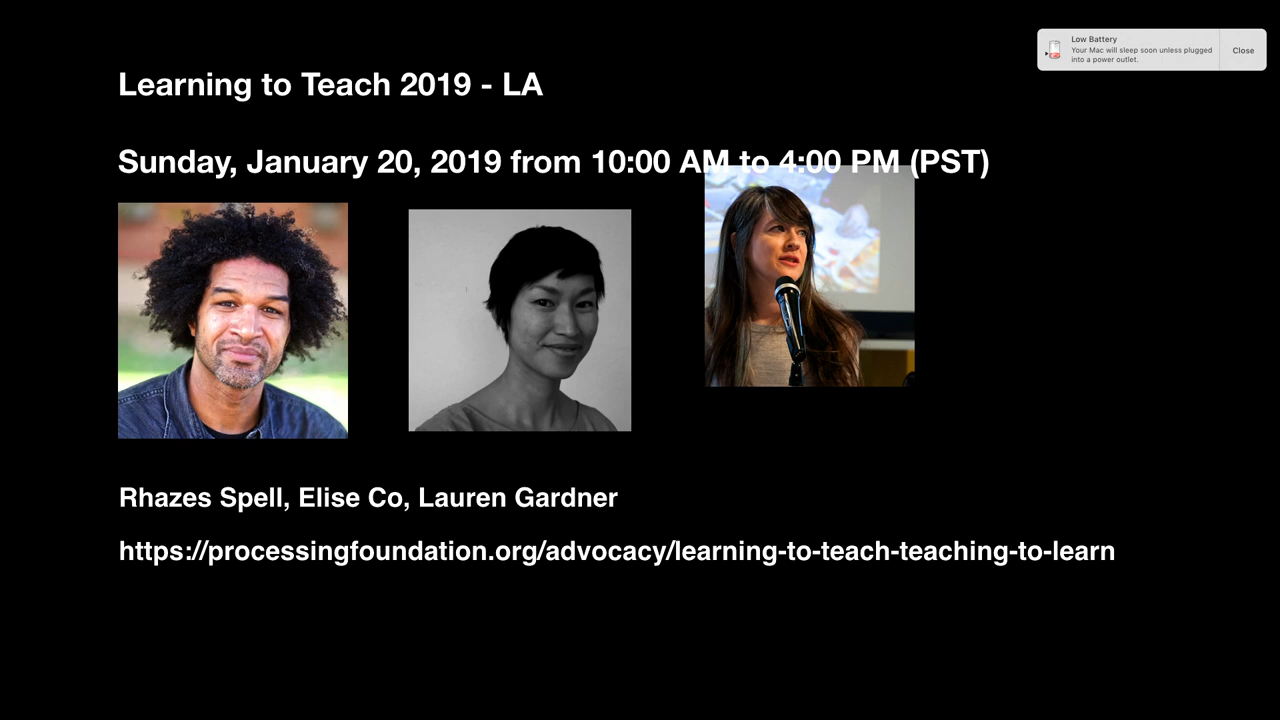 Low Battery
Your Mac will sleep soon unless plugged
into a power outlet.
Close
Learning to Teach 2019 - LA
Sunday, January 20, 2019 from 10:00 AM to 4:00 PM (PST)
Rhazes Spell, Elise Co, Lauren Gardner
https://processingfoundation.org/advocacy/learning-to-teach-teaching-to-learn